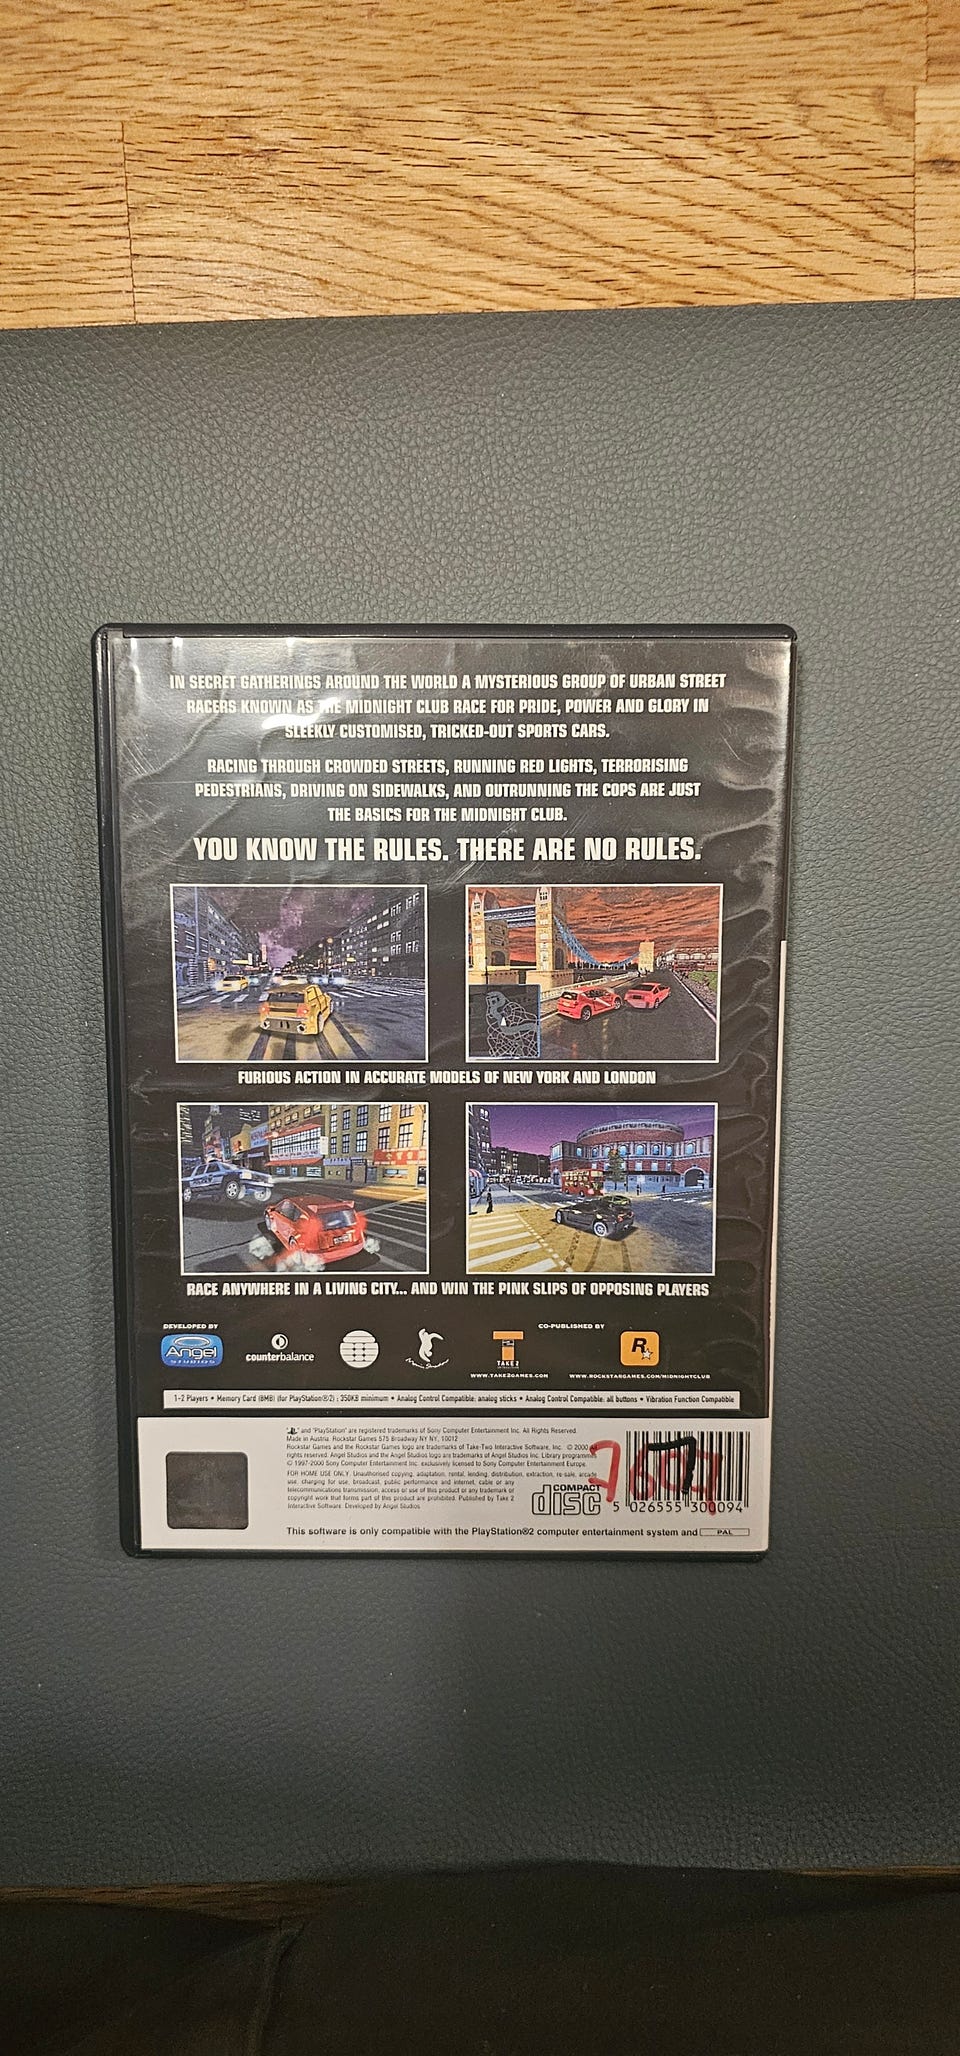 IN SECRET GATHERINGS AROUND THE WORLD A MYSTERIOUS GROUP OF URBAN STREET
RACERS KNOWN AS THE MIDNIGHT CLUB RACE FOR PRIDE, POWER AND GLORY IN
SLEEKLY CUSTOMISED, TRICKED-OUT SPORTS CARS.
RACING THROUGH CROWDED STREETS, RUNNING RED LIGHTS, TERRORISING
PEDESTRIANS, DRIVING ON SIDEWALKS, AND OUTRUNNING THE COPS ARE JUST
THE BASICS FOR THE MIDNIGHT CLUB.
YOU KNOW THE RULES. THERE ARE NO RULES.
FURIOUS ACTION IN ACCURATE MODELS OF NEW YORK AND LONDON
RACE ANYWHERE IN A LIVING CITY... AND WIN THE PINK SLIPS OF OPPOSING PLAYERS
DEVELOPED BY
CO-PUBLISHED BY
Angel
STUDIOS
counterbalance
TAKE 2
R
WWW.TAKE2GAMES.COM
WWW.ROCKSTARGAMES.COM/MIDNIGHTCLUB
1-2 Players • Memory Card (8MB) (for PlayStation®2) : 350KB minimum • Analog Control Compatible: analog sticks • Analog Control Compatible: all buttons • Vibration Function Compatible
and "PlayStation" are registered trademarks of Sony Computer Entertainment Inc. All Rights Reserved.
Made in Austria. Rockstar Games 575 Broadway NY NY, 10012
Rockstar Games and the Rockstar Games logo are trademarks of Take-Two Interactive Software, Inc. © 2000 All
rights reserved. Angel Studios and the Angel Studios logo are trademarks of Angel Studios Inc. Library programmes
© 1997-2000 Sony Computer Entertainment Inc. exclusively licensed to Sony Computer Entertainment Europe.
FOR HOME USE ONLY. Unauthorised copying, adaptation, rental, lending, distribution, extraction, re-sale, arcade
use, charging for use, broadcast, public performance and internet, cable or any
telecommunications transmission, access or use of this product or any trademark or
copyright work that forms part of this product are prohibited. Published by Take 2
Interactive Software. Developed by Angel Studios
COMPACT
disc
5 026555 300094
This software is only compatible with the PlayStation®2 computer entertainment system and PAL